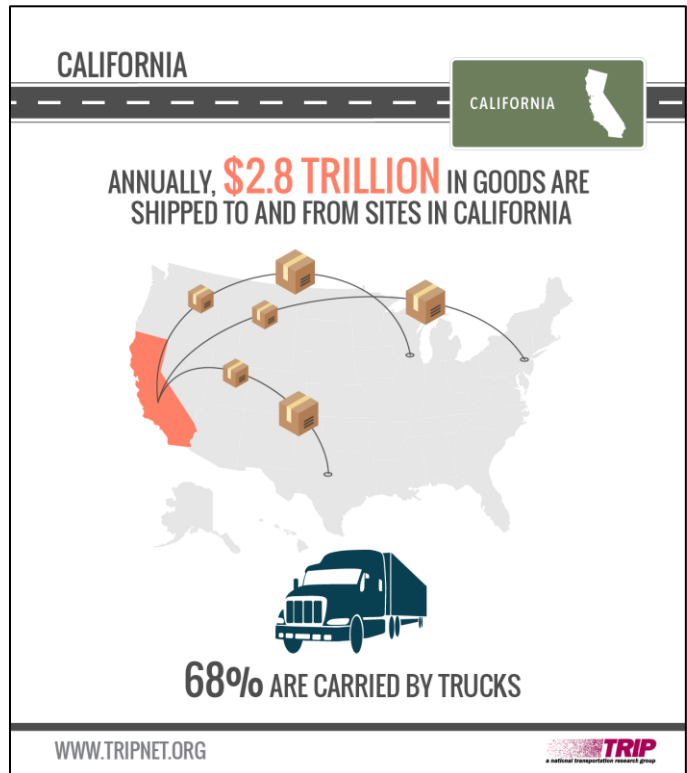 CALIFORNIA
CALIFORNIA
ANNUALLY, $2.8 TRILLION IN GOODS ARE
SHIPPED TO AND FROM SITES IN CALIFORNIA
68% ARE CARRIED BY TRUCKS
WWW.TRIPNET.ORG
TRIP
a national transportation research group